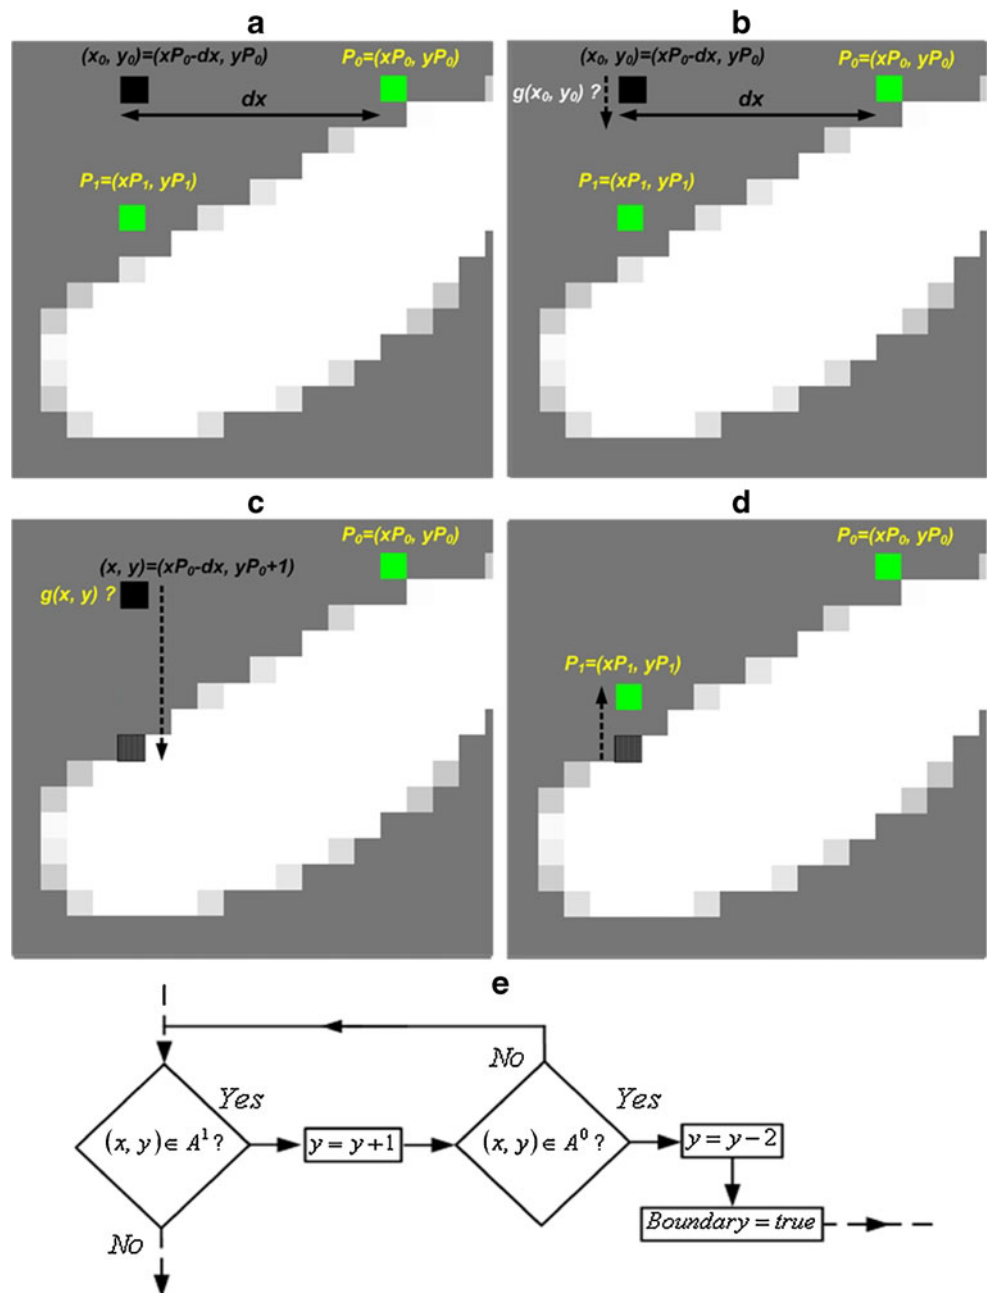 a
(x₀, y₀)=(xP₀-dx, yP₀)
P₀=(xP₀, yP₀)
dx
P₁=(xP₁, yP₁)
b
(x₀, y₀)=(xP₀-dx, yP₀)
P₀=(xP₀, yP₀)
g(x₀, y₀) ?
dx
P₁=(xP₁, yP₁)
c
P₀=(xP₀, yP₀)
(x, y)=(xP₀-dx, yP₀+1)
g(x, y) ?
d
P₀=(xP₀, yP₀)
P₁=(xP₁, yP₁)
e
(x, y) ∈ A¹ ?
Yes
No
y = y+1
(x, y) ∈ A⁰ ?
No
Yes
y = y−2
Boundary = true